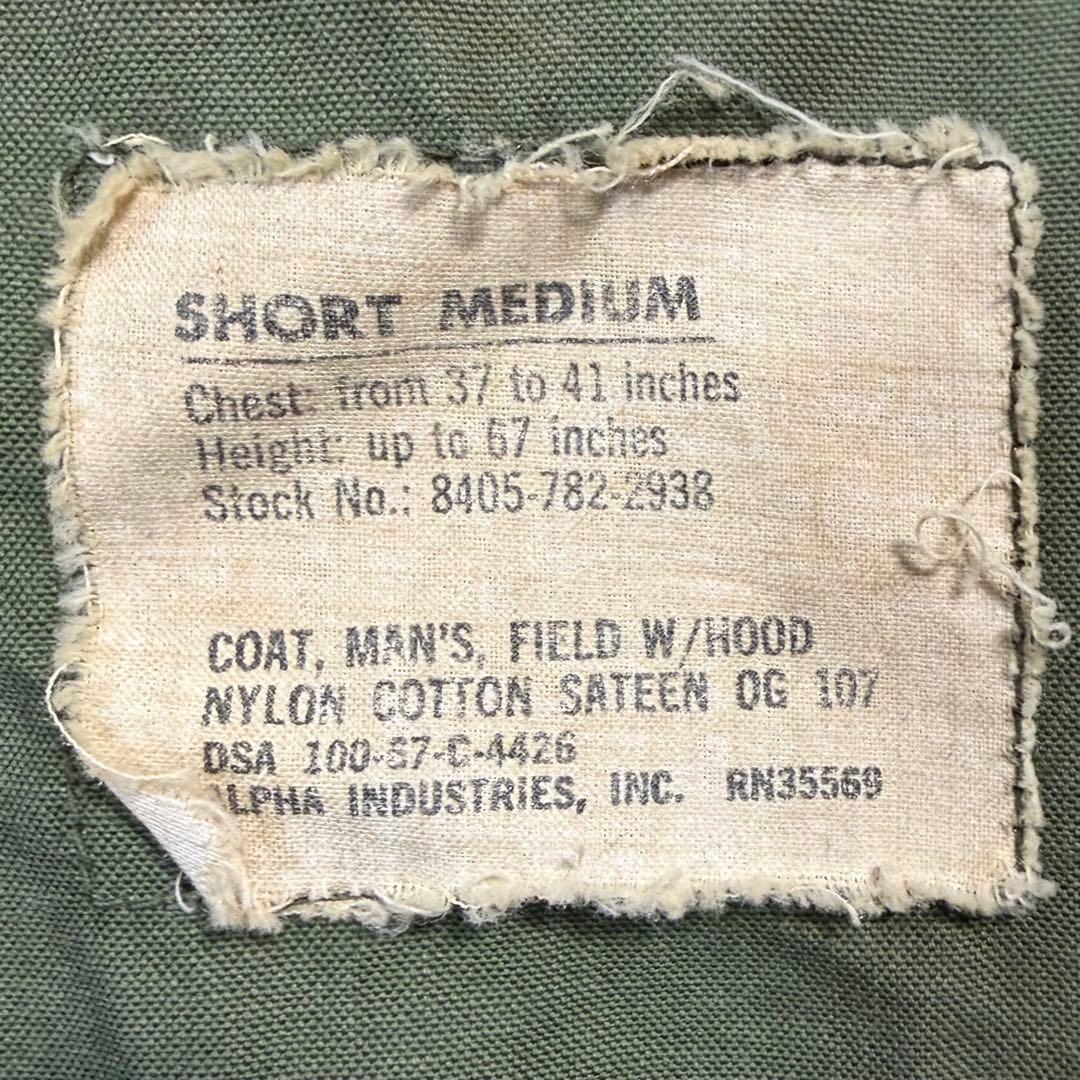 SHORT MEDIUM
Chest: from 37 to 41 inches
Height: up to 67 inches
Stock No.: 8405-782-2938
COAT, MAN'S, FIELD W/HOOD
NYLON COTTON SATEEN OG 107
DSA 100-67-C-4426
ALPHA INDUSTRIES, INC. RN35569